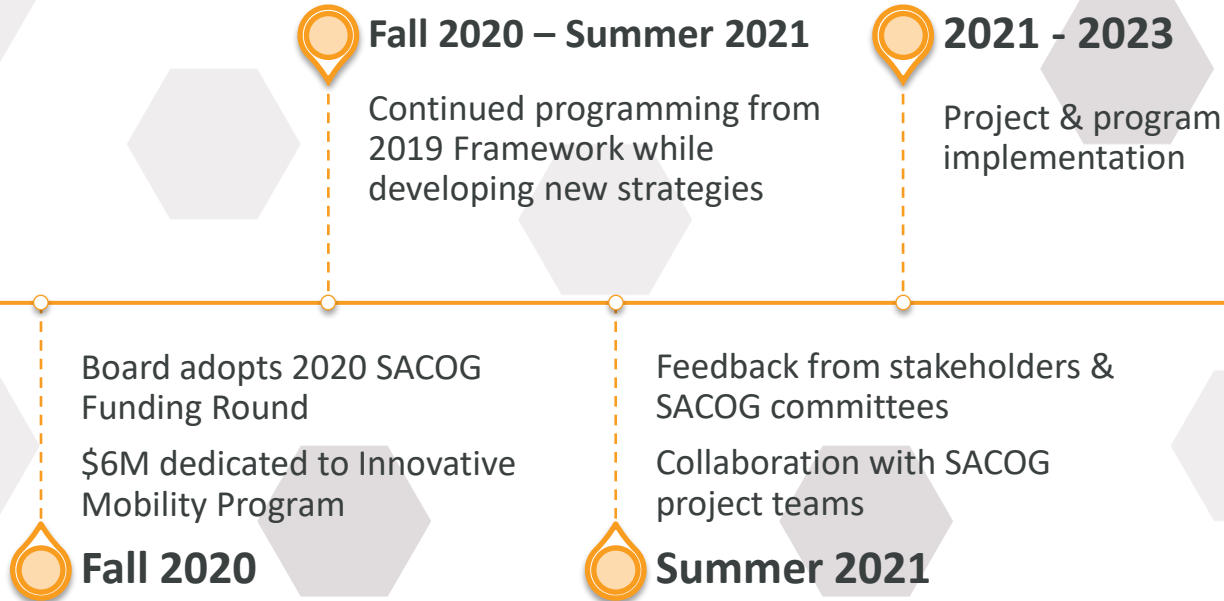 Fall 2020 – Summer 2021
Continued programming from
2019 Framework while
developing new strategies
2021 - 2023
Project & program
implementation
Board adopts 2020 SACOG
Funding Round
$6M dedicated to Innovative
Mobility Program
Fall 2020
Feedback from stakeholders &
SACOG committees
Collaboration with SACOG
project teams
Summer 2021